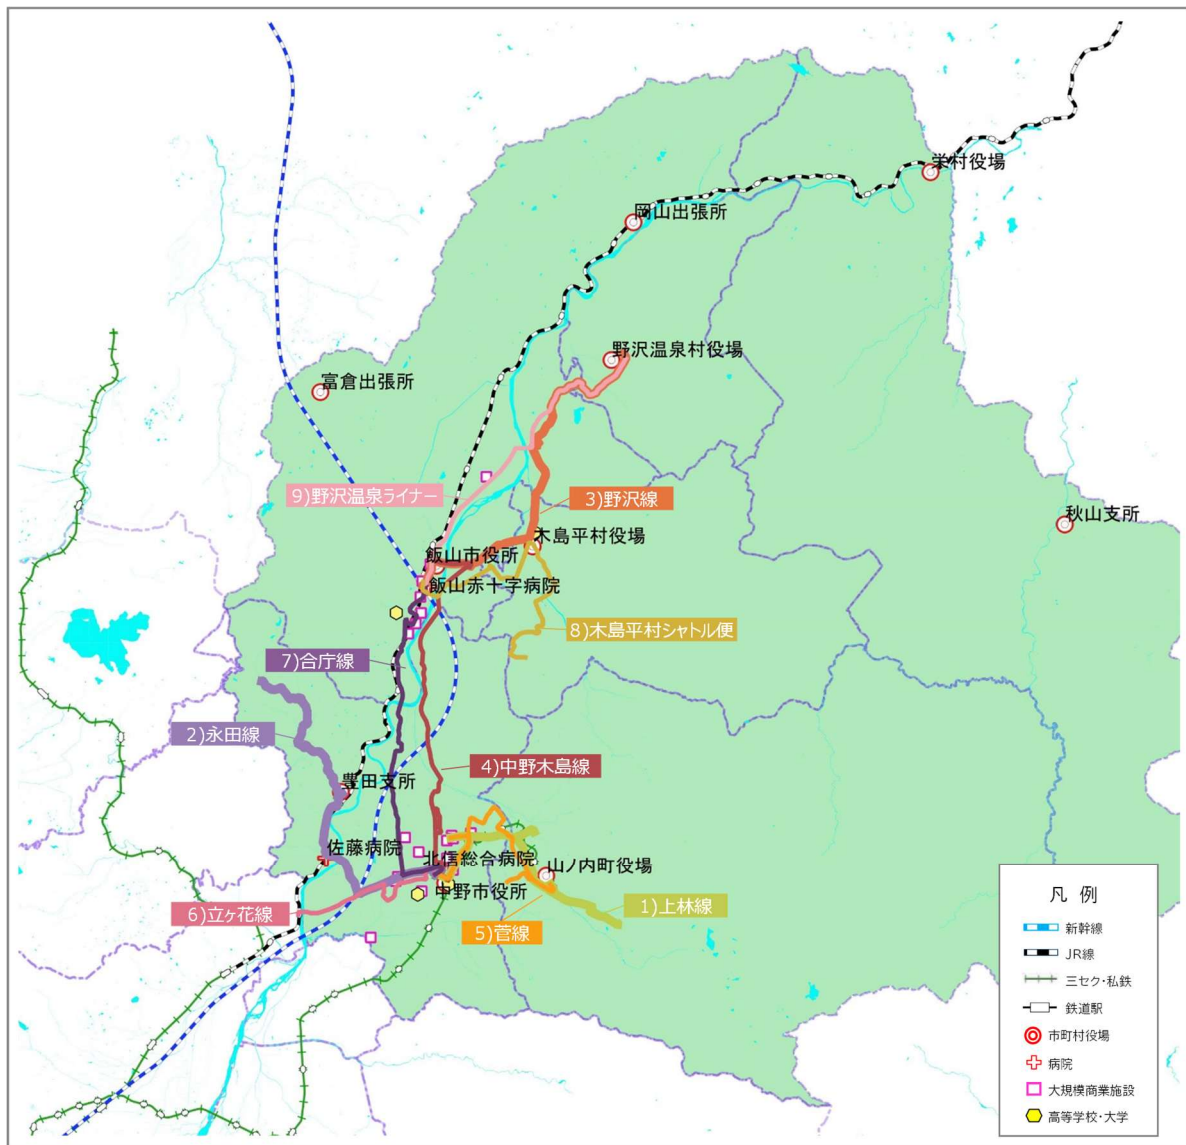 栄村役場
岡山出張所
野沢温泉村役場
富倉出張所
9)野沢温泉ライナー
3)野沢線
秋山支所
木島平村役場
飯山市役所
飯山赤十字病院
8)木島平村シャトル便
7)合庁線
2)永田線
4)中野木島線
豊田支所
佐藤病院
北信総合病院
山ノ内町役場
中野市役所
6)立ヶ花線
1)上林線
5)菅線
凡 例
新幹線
JR線
三セク・私鉄
鉄道駅
市町村役場
病院
大規模商業施設
高等学校・大学